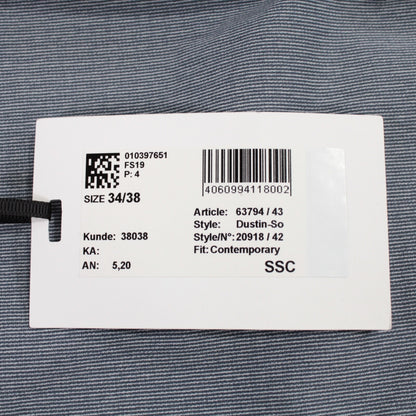 010397651
FS19
P: 4
SIZE 34/38
4060994118002
Article: 63794 / 43
Style: Dustin-So
Kunde: 38038
Style/N°: 20918 / 42
KA:
Fit: Contemporary
AN: 5,20
SSC